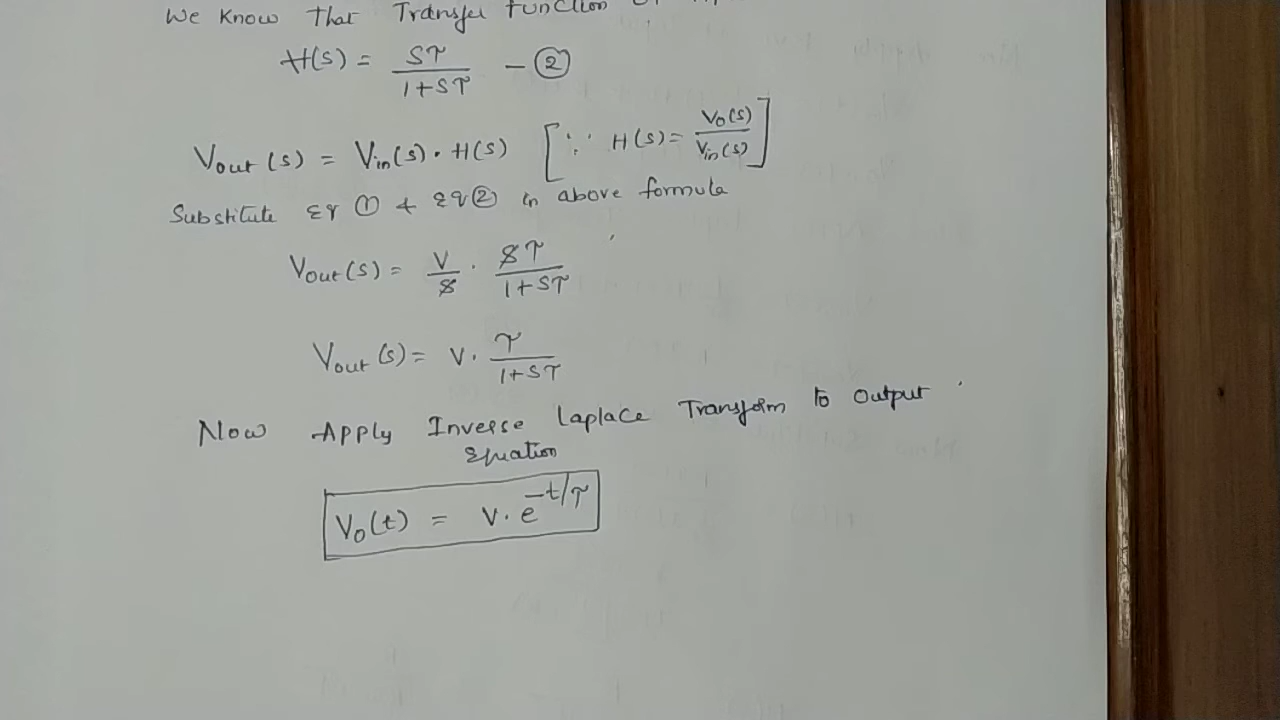 We know that Transfer function of
H(s) = sτ / 1+sτ - ②
Vout (s) = Vin(s) · H(s) [∵ H(s) = Vo(s) / Vin(s)]
Substitute Eq ① & Eq ② in above formula
Vout (s) = V/s · sτ / 1+sτ
Vout (s) = V · τ / 1+sτ
Now Apply Inverse Laplace Transform to output
Equation
Vo(t) = V · e^-t/τ